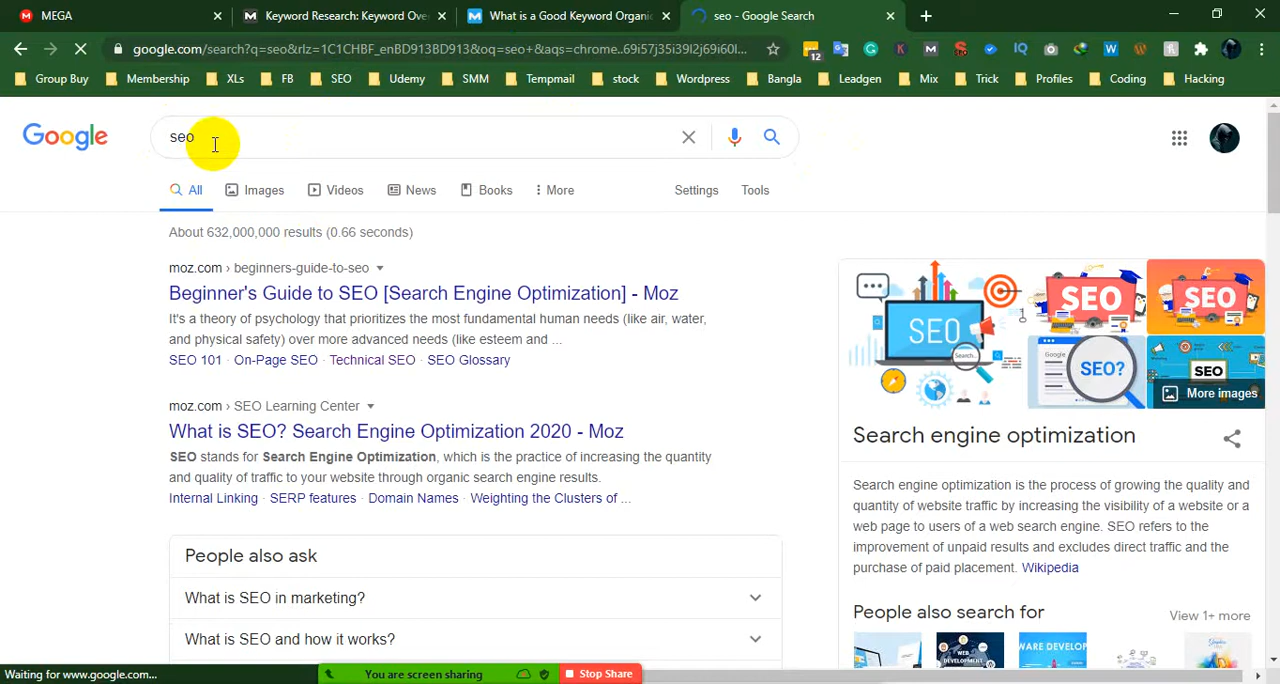 MEGA
Keyword Research: Keyword Ove
What is a Good Keyword Organi
seo - Google Search
google.com/search?q=seo&rlz=1C1CHBF_enBD913BD913&oq=seo+&aqs=chrome..69i57j35i39l2j69i60l...
12
IQ
Group Buy
Membership
XLs
FB
SEO
Udemy
SMM
Tempmail
stock
Wordpress
Bangla
Leadgen
Mix
Trick
Profiles
Coding
Hacking
Google
seo
All
Images
Videos
News
Books
More
Settings
Tools
About 632,000,000 results (0.66 seconds)
moz.com › beginners-guide-to-seo
Beginner's Guide to SEO [Search Engine Optimization] - Moz
It's a theory of psychology that prioritizes the most fundamental human needs (like air, water,
and physical safety) over more advanced needs (like esteem and ...
SEO 101 · On-Page SEO · Technical SEO · SEO Glossary
moz.com › SEO Learning Center
What is SEO? Search Engine Optimization 2020 - Moz
SEO stands for Search Engine Optimization, which is the practice of increasing the quantity
and quality of traffic to your website through organic search engine results.
Internal Linking · SERP features · Domain Names · Weighting the Clusters of ...
People also ask
What is SEO in marketing?
What is SEO and how it works?
SEO
Search...
SEO
SEO
Google
SEO?
SEO
More images
Search engine optimization
Search engine optimization is the process of growing the quality and
quantity of website traffic by increasing the visibility of a website or a
web page to users of a web search engine. SEO refers to the
improvement of unpaid results and excludes direct traffic and the
purchase of paid placement. Wikipedia
People also search for
View 1+ more
WEB
DEVELOPMENT
WARE DEVELOP
Waiting for www.google.com...
You are screen sharing
Stop Share